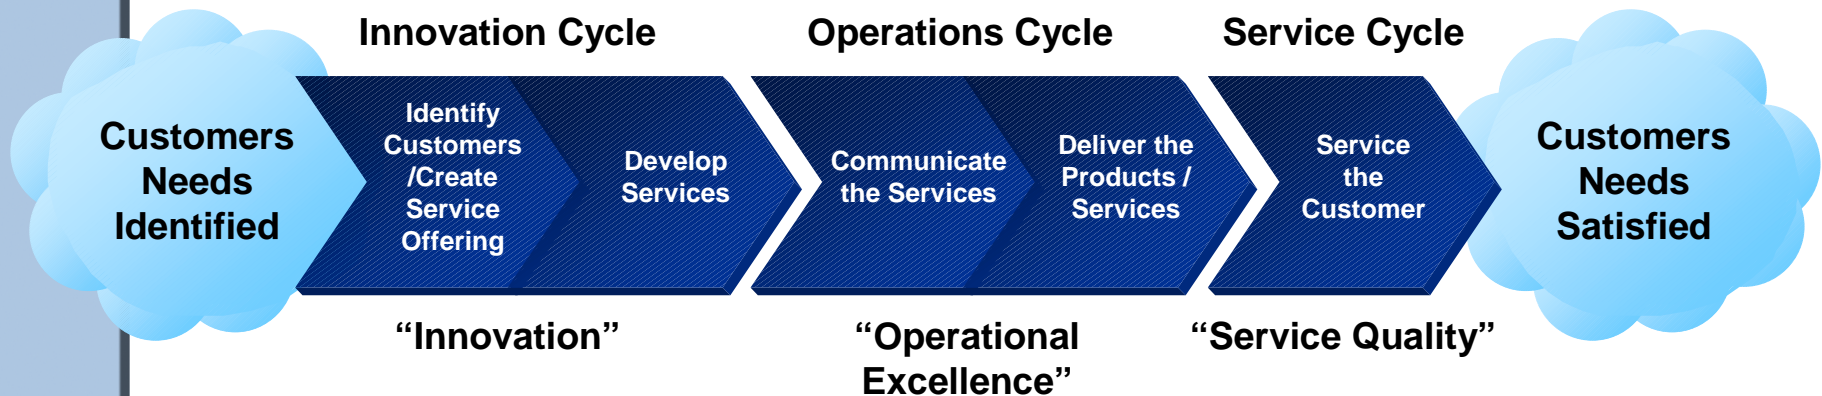 Innovation Cycle
Operations Cycle
Service Cycle
Customers
Needs
Identified
Identify
Customers
/Create
Service
Offering
Develop
Services
Communicate
the Services
Deliver the
Products /
Services
Service
the
Customer
Customers
Needs
Satisfied
“Innovation”
“Operational
Excellence”
“Service Quality”